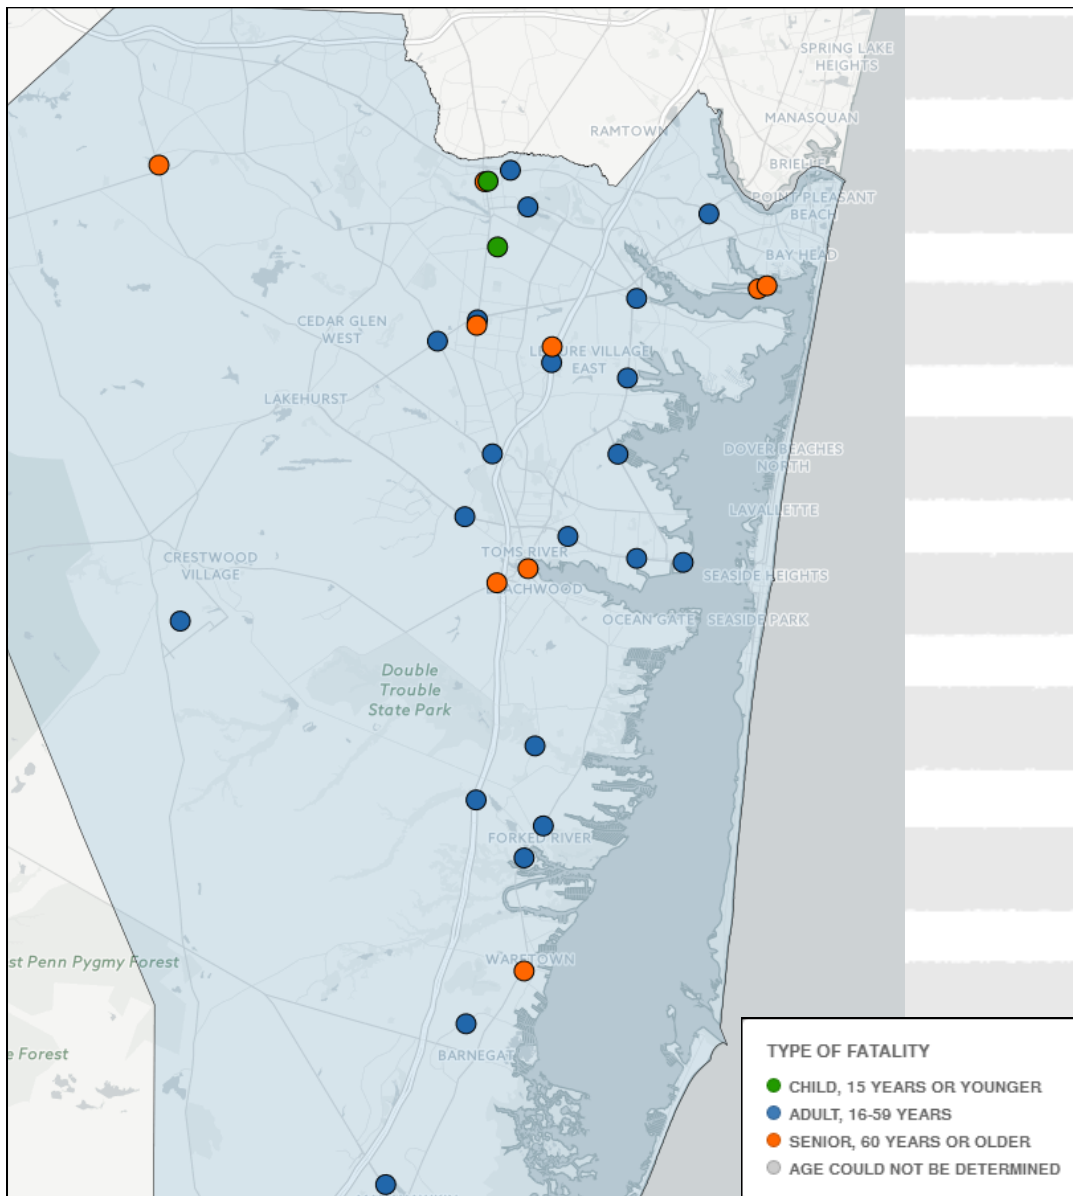 SPRING LAKE
HEIGHTS
MANASQUAN
RAMTOWN
BRIELLE
POINT PLEASANT
BEACH
BAY HEAD
CEDAR GLEN
WEST
VILLAGE
EAST
LAKEHURST
DOVER BEACHES
NORTH
LAVALLETTE
CRESTWOOD
VILLAGE
TOMS RIVER
SEASIDE HEIGHTS
OCEAN GATE
SEASIDE PARK
Double
Trouble
State Park
FORKED RIVER
WARETOWN
st Penn Pygmy Forest
BARNEGAT
e Forest
TYPE OF FATALITY
CHILD, 15 YEARS OR YOUNGER
ADULT, 16-59 YEARS
SENIOR, 60 YEARS OR OLDER
AGE COULD NOT BE DETERMINED